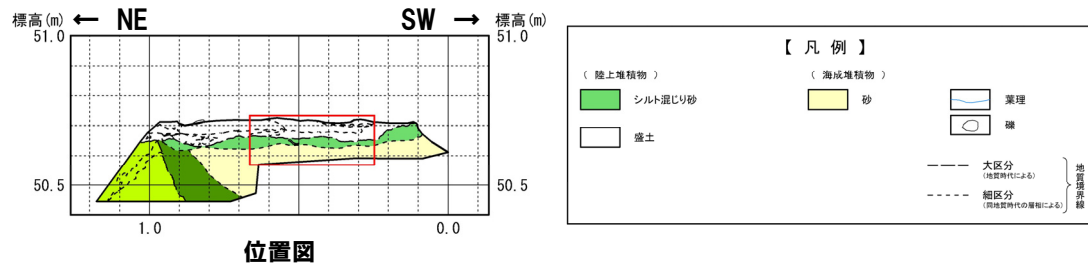 標高(m) ← NE SW → 標高(m)
51.0 51.0
50.5 50.5
1.0 0.0
位置図
【 凡 例 】
( 陸上堆積物 )
シルト混じり砂
盛土
( 海成堆積物 )
砂
葉理
礫
大区分
(地質時代による)
細区分
(同地質時代の層相による)
地質境界線